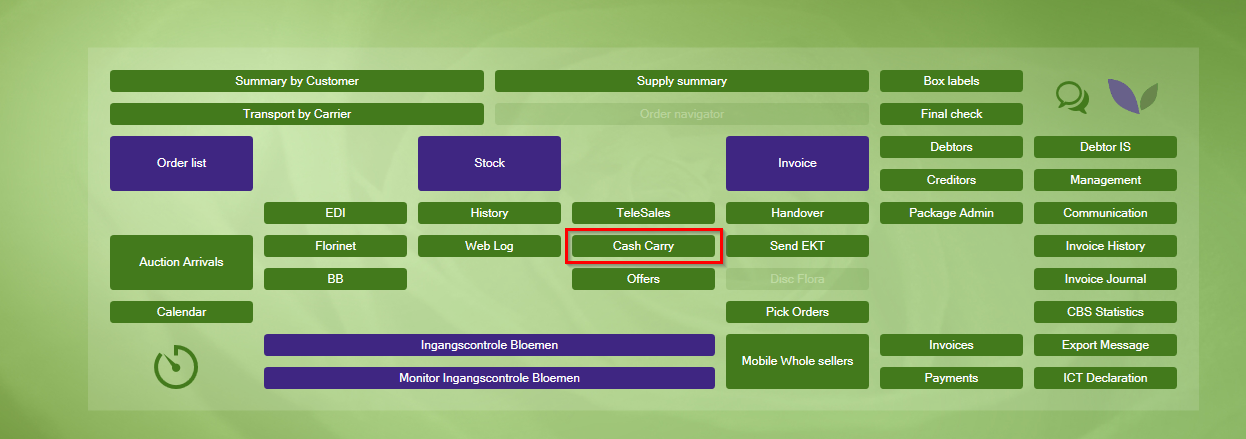 Summary by Customer
Supply summary
Box labels
Transport by Carrier
Order navigator
Final check
Order list
Stock
Invoice
Debtors
Debtor IS
Creditors
Management
EDI
History
TeleSales
Handover
Package Admin
Communication
Auction Arrivals
Florinet
Web Log
Cash Carry
Send EKT
Invoice History
BB
Offers
Disc Flora
Invoice Journal
Calendar
Pick Orders
CBS Statistics
Ingangscontrole Bloemen
Mobile Whole sellers
Invoices
Export Message
Monitor Ingangscontrole Bloemen
Payments
ICT Declaration